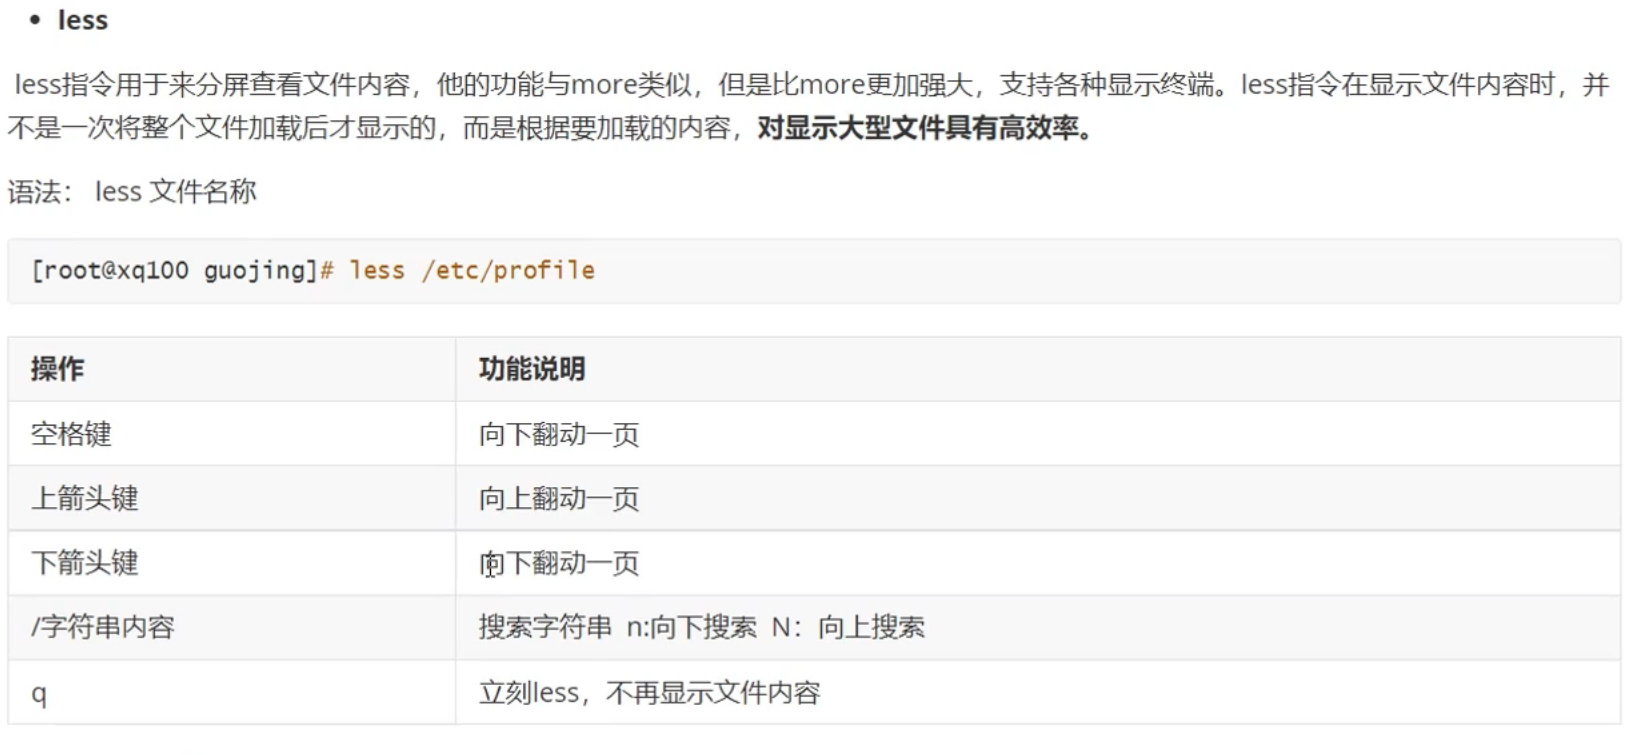 less
less指令用于来分屏查看文件内容，他的功能与more类似，但是比more更加强大，支持各种显示终端。less指令在显示文件内容时，并
不是一次将整个文件加载后才显示的，而是根据要加载的内容，对显示大型文件具有高效率。
语法： less 文件名称
[root@xq100 guojing]# less /etc/profile
操作 功能说明
空格键 向下翻动一页
上箭头键 向上翻动一页
下箭头键 向下翻动一页
/字符串内容 搜索字符串 n:向下搜索 N：向上搜索
q 立刻less，不再显示文件内容